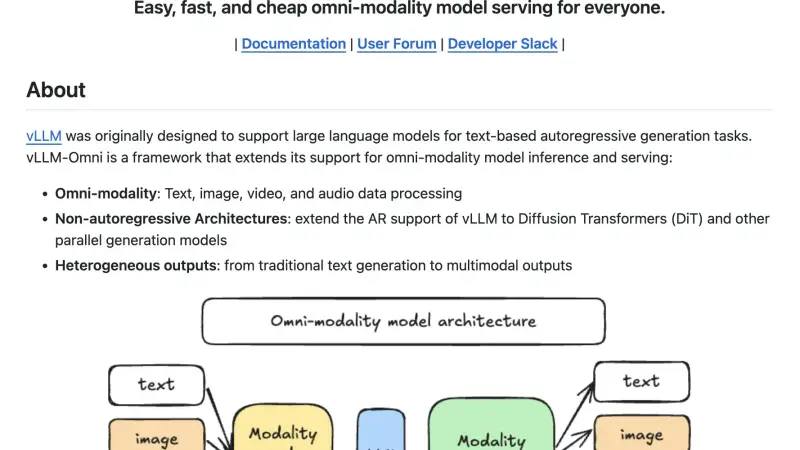 Easy, fast, and cheap omni-modality model serving for everyone.
| Documentation | User Forum | Developer Slack |
About
vLLM was originally designed to support large language models for text-based autoregressive generation tasks.
vLLM-Omni is a framework that extends its support for omni-modality model inference and serving:
• Omni-modality: Text, image, video, and audio data processing
• Non-autoregressive Architectures: extend the AR support of vLLM to Diffusion Transformers (DiT) and other
parallel generation models
• Heterogeneous outputs: from traditional text generation to multimodal outputs
Omni-modality model architecture
text
text
image
Modality
Modality
image